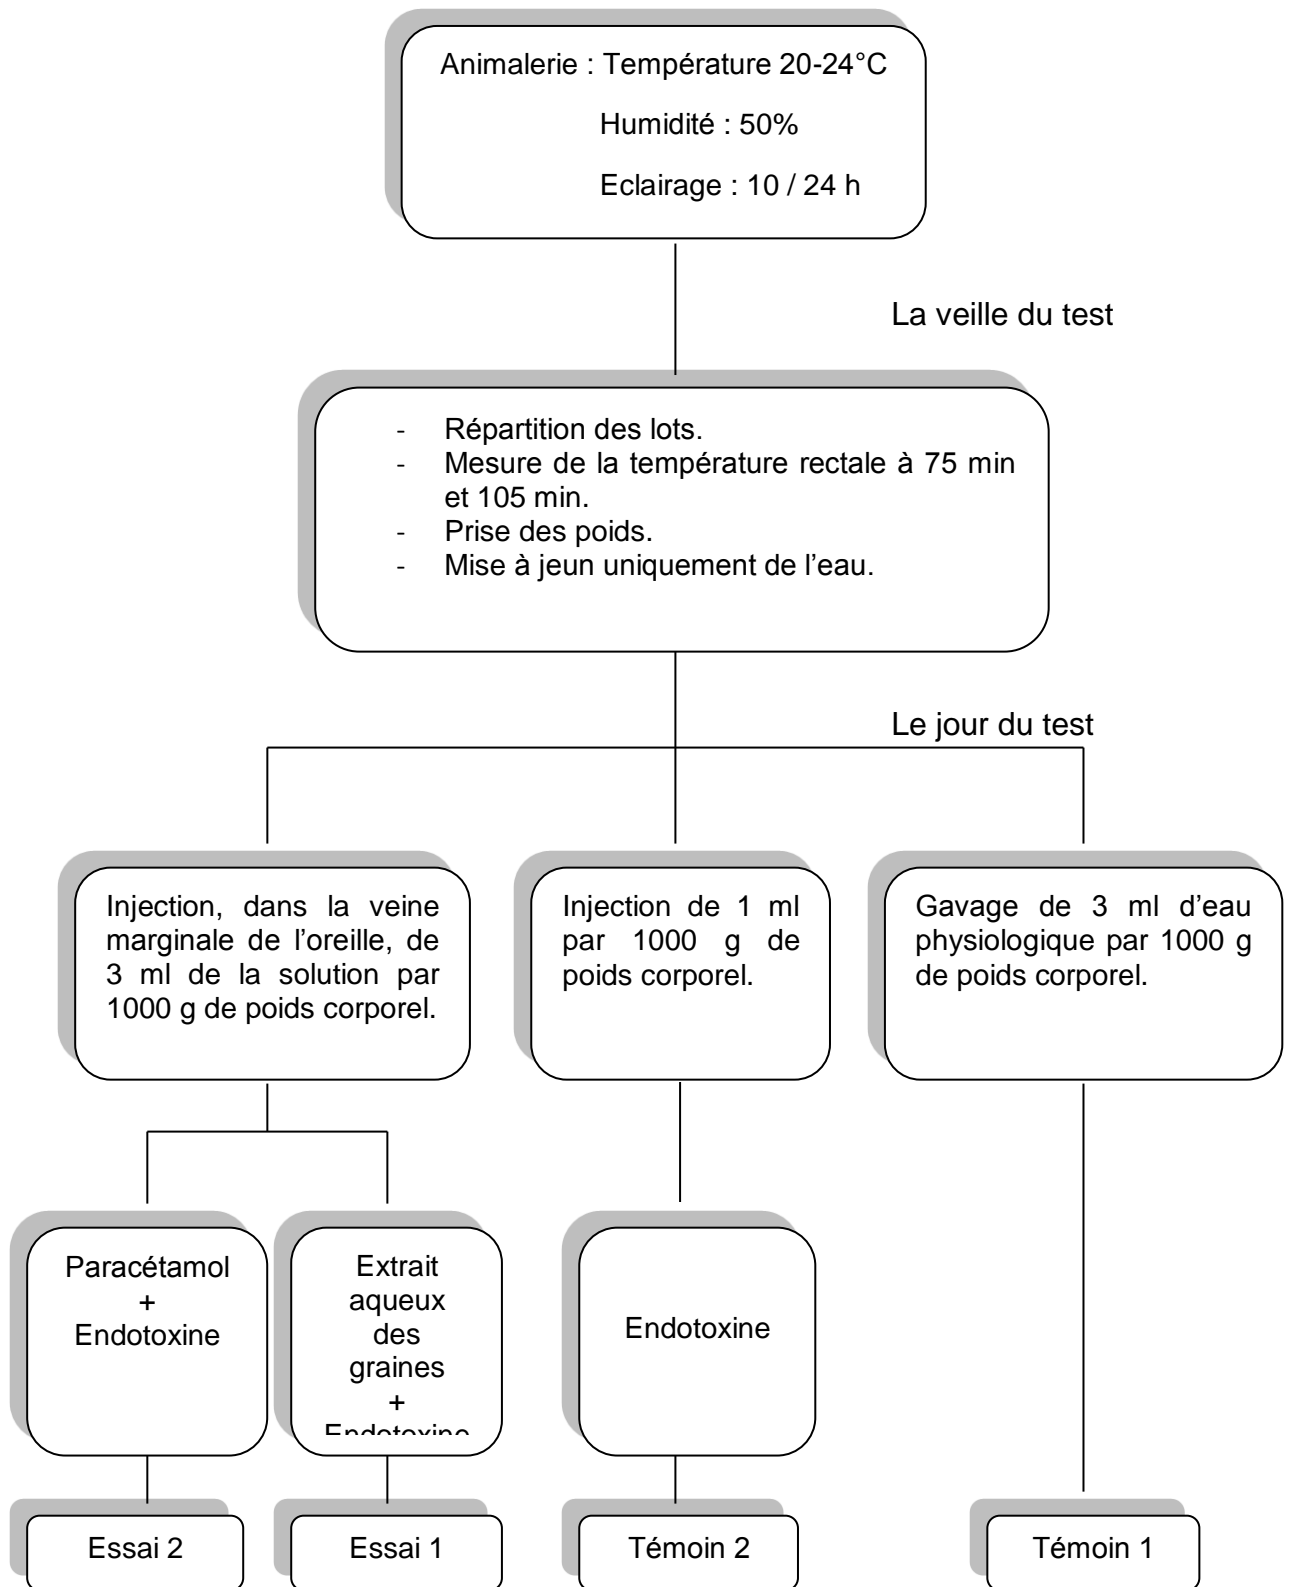 Animalerie : Température 20-24°C
Humidité : 50%
Eclairage : 10 / 24 h
La veille du test
- Répartition des lots.
- Mesure de la température rectale à 75 min
et 105 min.
- Prise des poids.
- Mise à jeun uniquement de l’eau.
Le jour du test
Injection, dans la veine
marginale de l’oreille, de
3 ml de la solution par
1000 g de poids corporel.
Injection de 1 ml
par 1000 g de
poids corporel.
Gavage de 3 ml d’eau
physiologique par 1000 g
de poids corporel.
Paracétamol
+
Endotoxine
Extrait
aqueux
des
graines
+
Endotoxine
Endotoxine
Essai 2
Essai 1
Témoin 2
Témoin 1